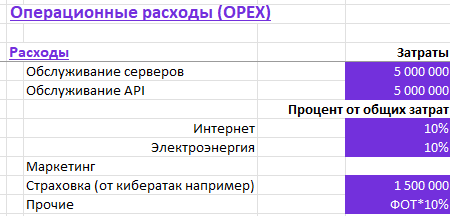 Операционные расходы (OPEX)
Расходы Затраты
Обслуживание серверов 5 000 000
Обслуживание API 5 000 000
Процент от общих затрат
Интернет 10%
Электроэнергия 10%
Маркетинг
Страховка (от кибератак например) 1 500 000
Прочие ФОТ*10%